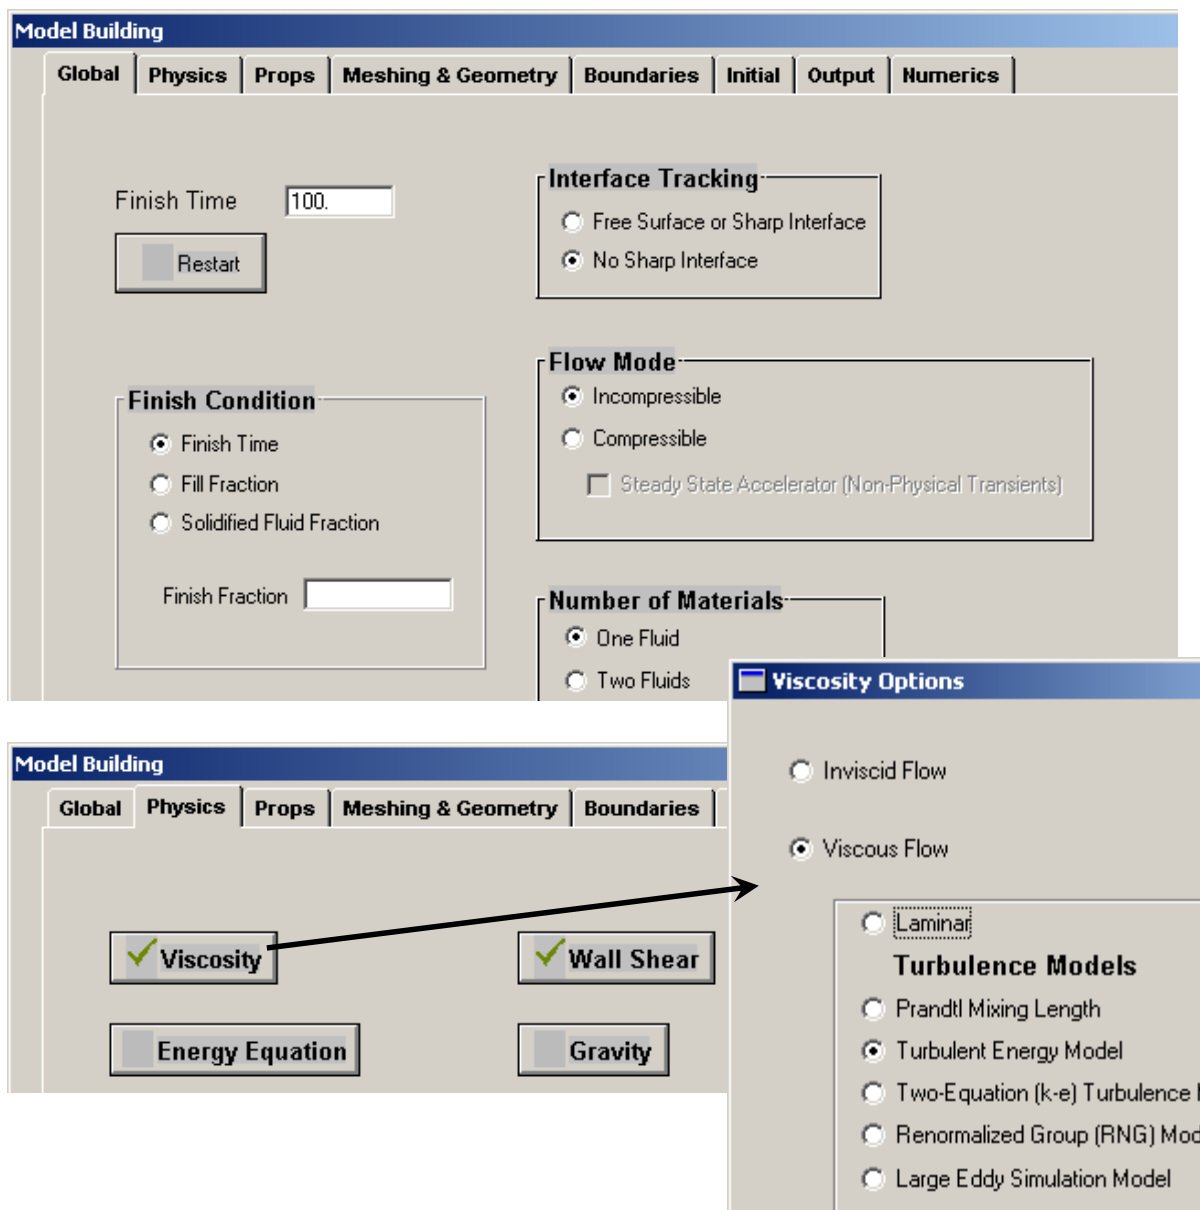 Model Building
Global Physics Props Meshing & Geometry Boundaries Initial Output Numerics
Finish Time 100.
Restart
Interface Tracking
Free Surface or Sharp Interface
No Sharp Interface
Flow Mode
Incompressible
Compressible
Steady State Accelerator (Non-Physical Transients)
Finish Condition
Finish Time
Fill Fraction
Solidified Fluid Fraction
Finish Fraction
Number of Materials
One Fluid
Two Fluids
Model Building
Global Physics Props Meshing & Geometry Boundaries
Viscosity Wall Shear
Energy Equation Gravity
Viscosity Options
Inviscid Flow
Viscous Flow
Laminar
Turbulence Models
Prandtl Mixing Length
Turbulent Energy Model
Two-Equation (k-e) Turbulence
Renormalized Group (RNG) Mod
Large Eddy Simulation Model